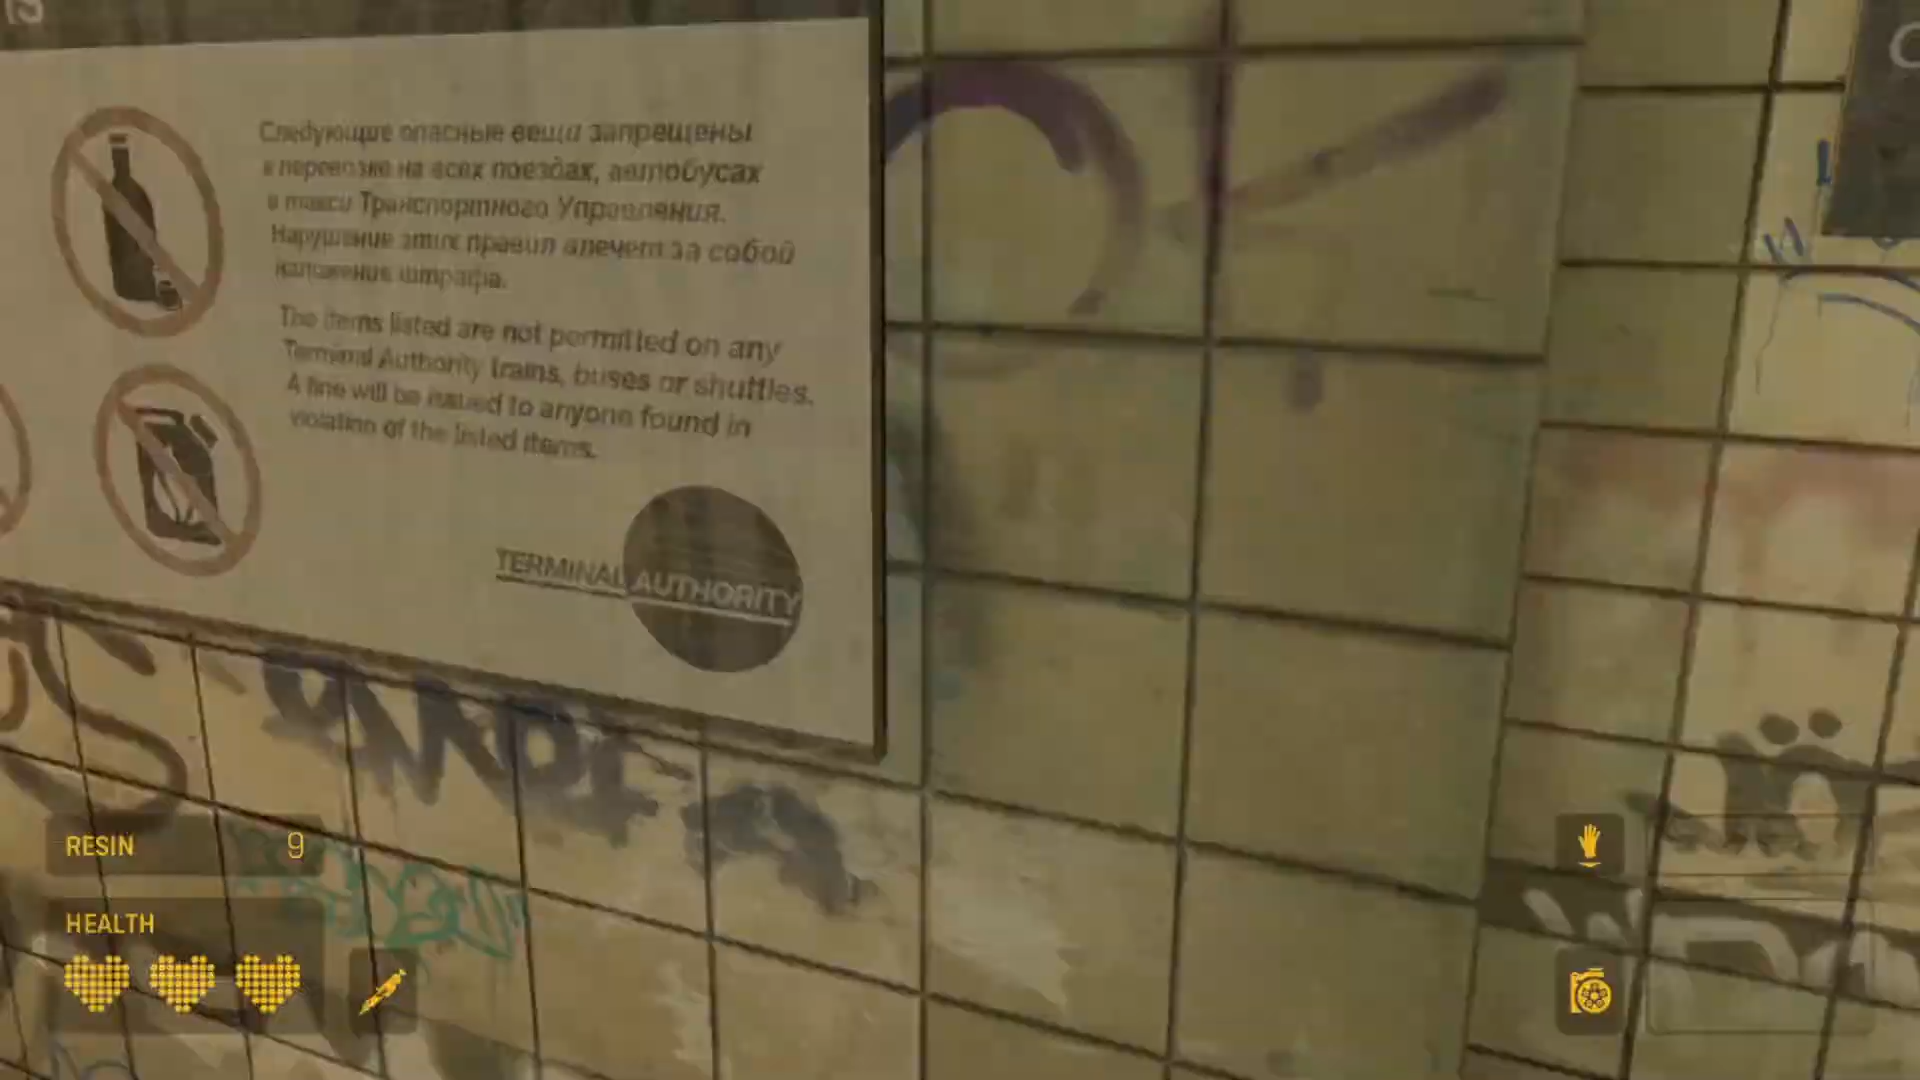 Следующие опасные вещи запрещены
к перевозке на всех поездах, автобусах
и такси Транспортного Управления.
Нарушение этих правил влечет за собой
наложение штрафа.
The items listed are not permitted on any
Terminal Authority trains, buses or shuttles.
A fine will be issued to anyone found in
violation of the listed items.
TERMINAL AUTHORITY
RESIN 9
HEALTH